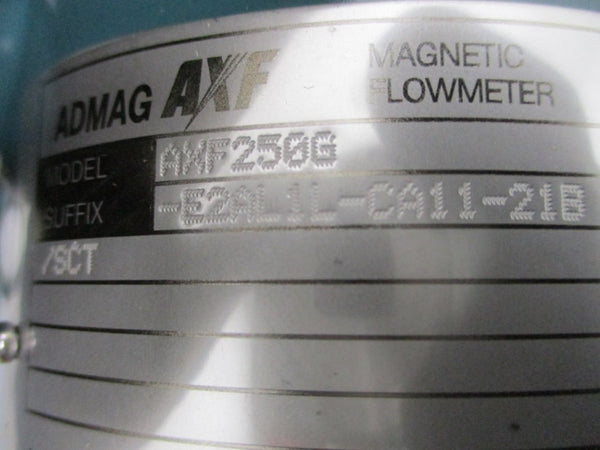 ADMAG AXF MAGNETIC
FLOWMETER
MODEL AXF250G
SUFFIX -E2AL1L-CA11-21B
/SCT